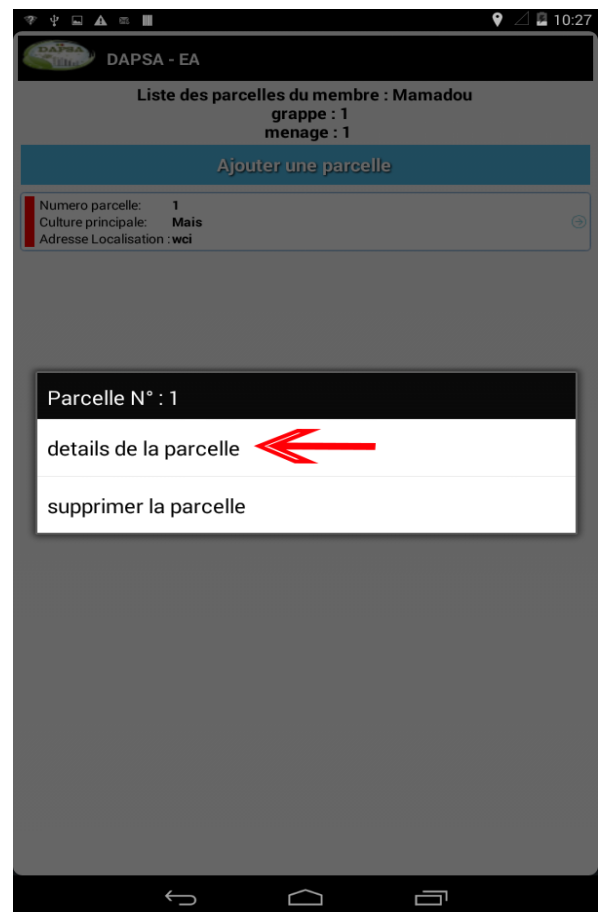 10:27
DAPSA
DAPSA - EA
Liste des parcelles du membre : Mamadou
grappe : 1
menage : 1
Ajouter une parcelle
Numero parcelle: 1
Culture principale: Mais
Adresse Localisation : wci
Parcelle N° : 1
details de la parcelle
supprimer la parcelle